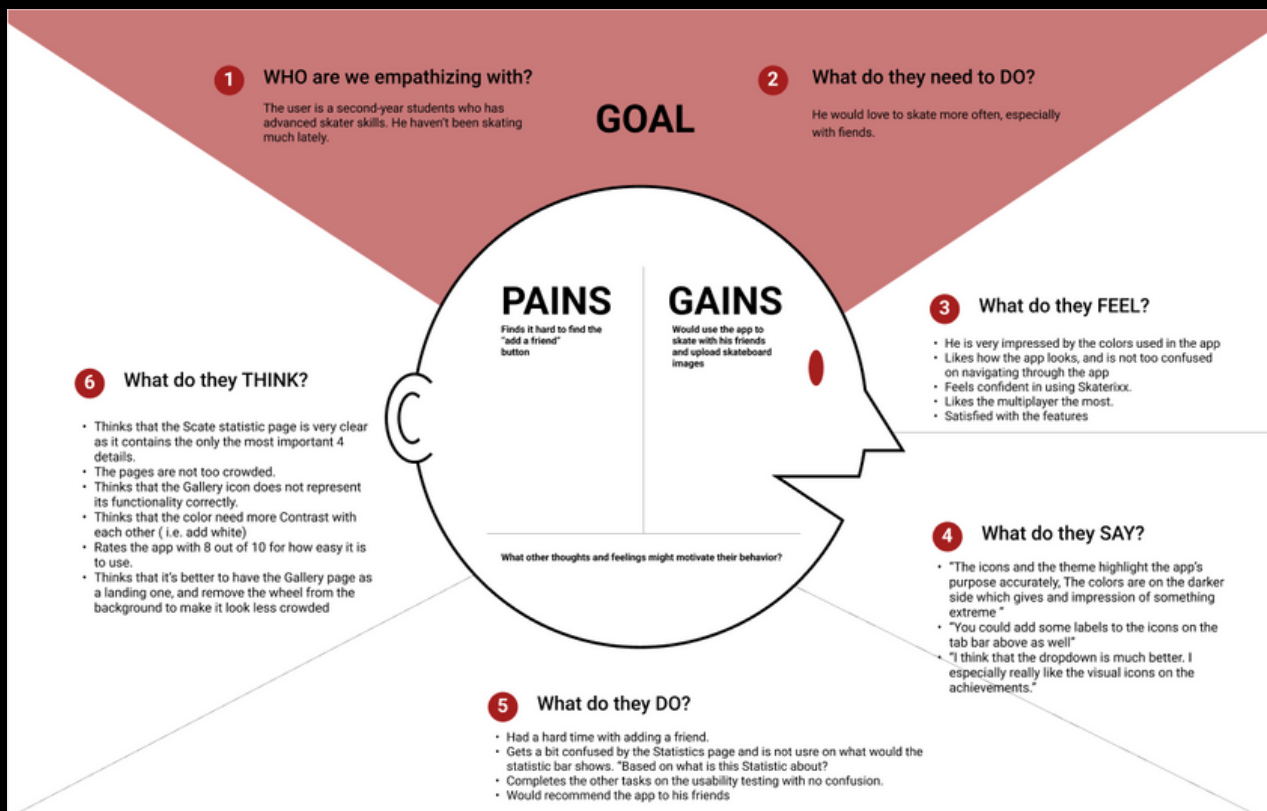 1 WHO are we empathizing with?
The user is a second-year students who has
advanced skater skills. He haven't been skating
much lately.
GOAL
2 What do they need to DO?
He would love to skate more often, especially
with fiends.
PAINS
Finds it hard to find the
"add a friend"
button
GAINS
Would use the app to
skate with his friends
and upload skateboard
images
What other thoughts and feelings might motivate their behavior?
3 What do they FEEL?
• He is very impressed by the colors used in the app
• Likes how the app looks, and is not too confused
on navigating through the app
• Feels confident in using Skaterixx.
• Likes the multiplayer the most.
• Satisfied with the features
4 What do they SAY?
• "The icons and the theme highlight the app's
purpose accurately, The colors are on the darker
side which gives and impression of something
extreme "
• "You could add some labels to the icons on the
tab bar above as well"
• "I think that the dropdown is much better. I
especially really like the visual icons on the
achievements."
5 What do they DO?
• Had a hard time with adding a friend.
• Gets a bit confused by the Statistics page and is not usre on what would the
statistic bar shows. "Based on what is this Statistic about?
• Completes the other tasks on the usability testing with no confusion.
• Would recommend the app to his friends
6 What do they THINK?
• Thinks that the Scate statistic page is very clear
as it contains the only the most important 4
details.
• The pages are not too crowded.
• Thinks that the Gallery icon does not represent
its functionality correctly.
• Thinks that the color need more Contrast with
each other ( i.e. add white)
• Rates the app with 8 out of 10 for how easy it is
to use.
• Thinks that it's better to have the Gallery page as
a landing one, and remove the wheel from the
background to make it look less crowded